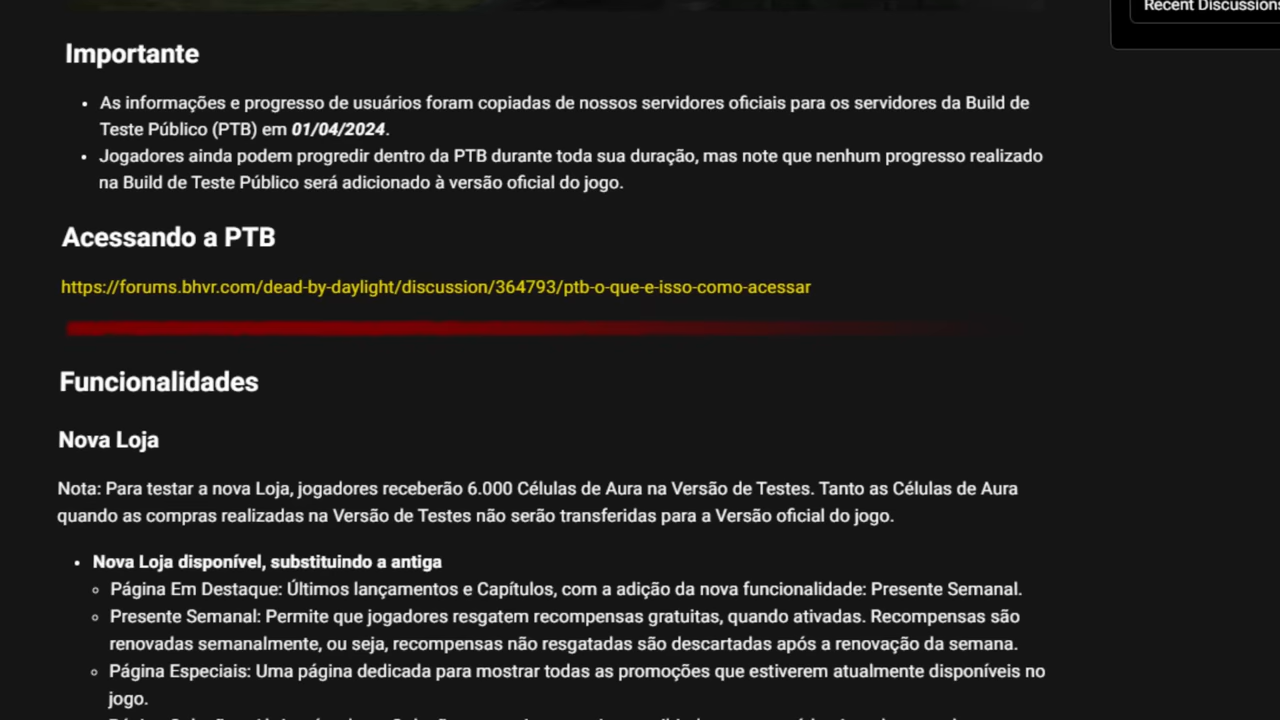 Recent Discussions
Importante
• As informações e progresso de usuários foram copiadas de nossos servidores oficiais para os servidores da Build de
Teste Público (PTB) em 01/04/2024.
• Jogadores ainda podem progredir dentro da PTB durante toda sua duração, mas note que nenhum progresso realizado
na Build de Teste Público será adicionado à versão oficial do jogo.
Acessando a PTB
https://forums.bhvr.com/dead-by-daylight/discussion/364793/ptb-o-que-e-isso-como-acessar
Funcionalidades
Nova Loja
Nota: Para testar a nova Loja, jogadores receberão 6.000 Células de Aura na Versão de Testes. Tanto as Células de Aura
quando as compras realizadas na Versão de Testes não serão transferidas para a Versão oficial do jogo.
• Nova Loja disponível, substituindo a antiga
◦ Página Em Destaque: Últimos lançamentos e Capítulos, com a adição da nova funcionalidade: Presente Semanal.
◦ Presente Semanal: Permite que jogadores resgatem recompensas gratuitas, quando ativadas. Recompensas são
renovadas semanalmente, ou seja, recompensas não resgatadas são descartadas após a renovação da semana.
◦ Página Especiais: Uma página dedicada para mostrar todas as promoções que estiverem atualmente disponíveis no
jogo.